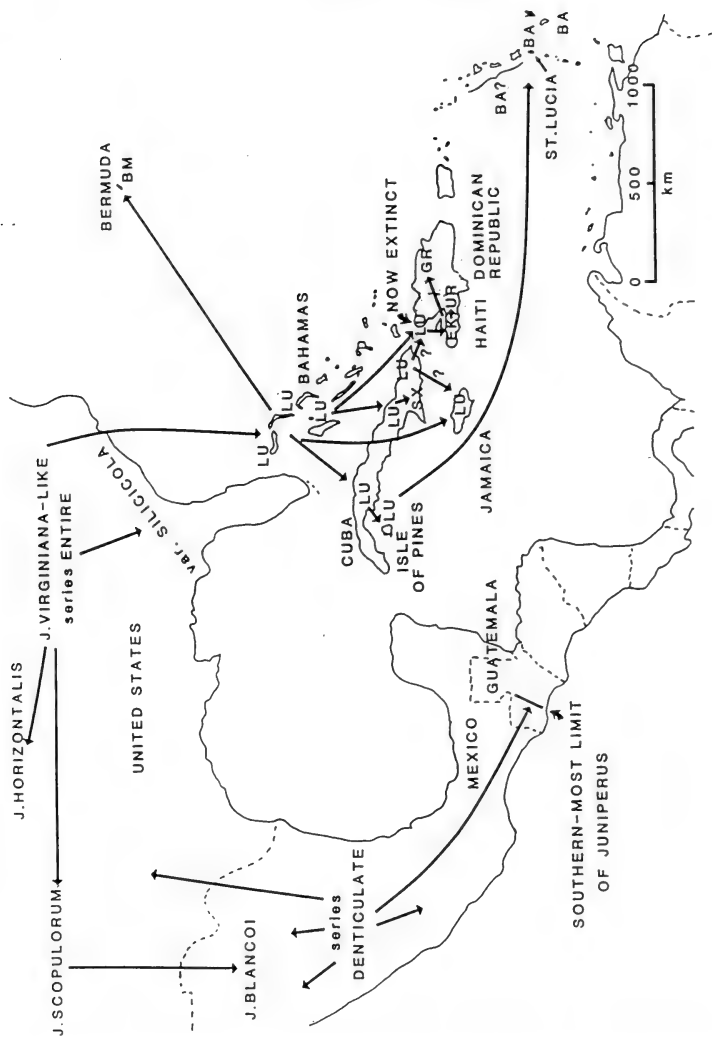 J.HORIZONTALIS
J.VIRGINIANA-LIKE
series ENTIRE
J.SCOPULORUM
var. SILICICOLA
UNITED STATES
BERMUDA
BM
J.BLANCOI
LU
LU
BAHAMAS
LU
series
DENTICULATE
CUBA
LU
LU
ISLE
OF PINES
LU
LU
SX
?
?
NOW EXTINCT
LU
GR
EK
UR
HAITI
DOMINICAN
REPUBLIC
LU
JAMAICA
MEXICO
GUATEMALA
BA?
BA
BA
ST.LUCIA
SOUTHERN-MOST LIMIT
OF JUNIPERUS
0
500
1000
km